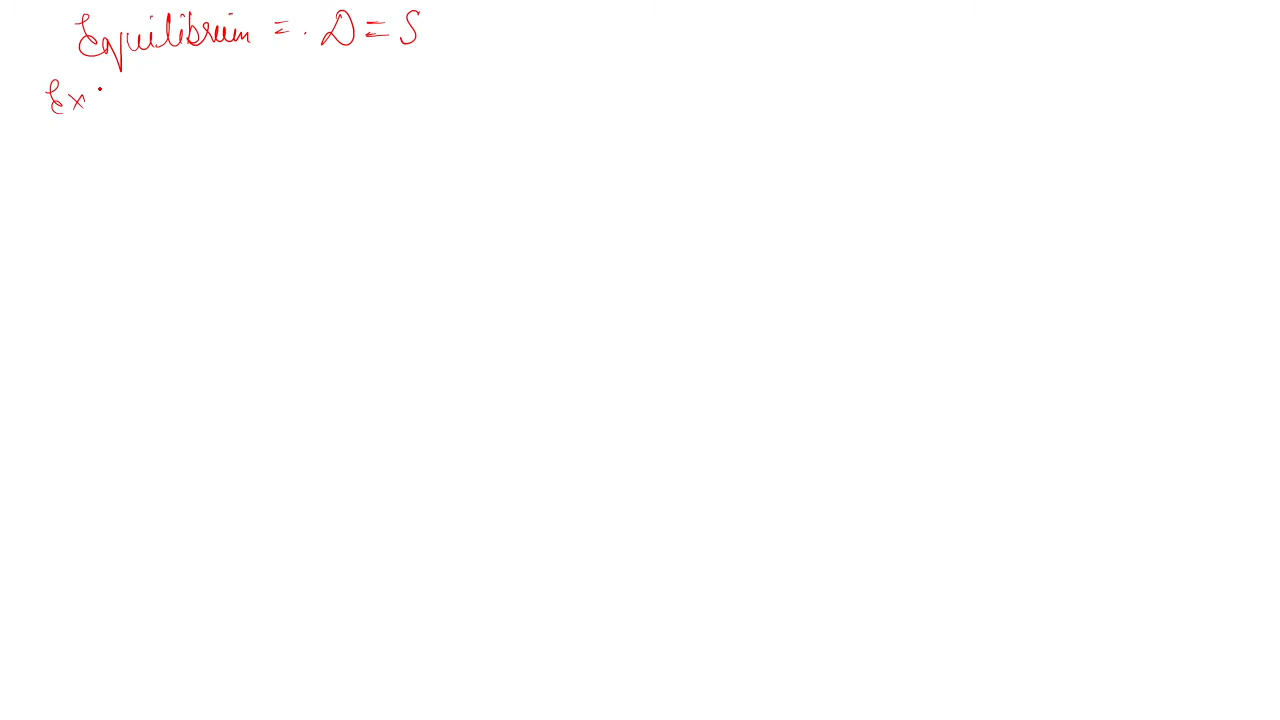 Equilibrium = . D = S
Ex .